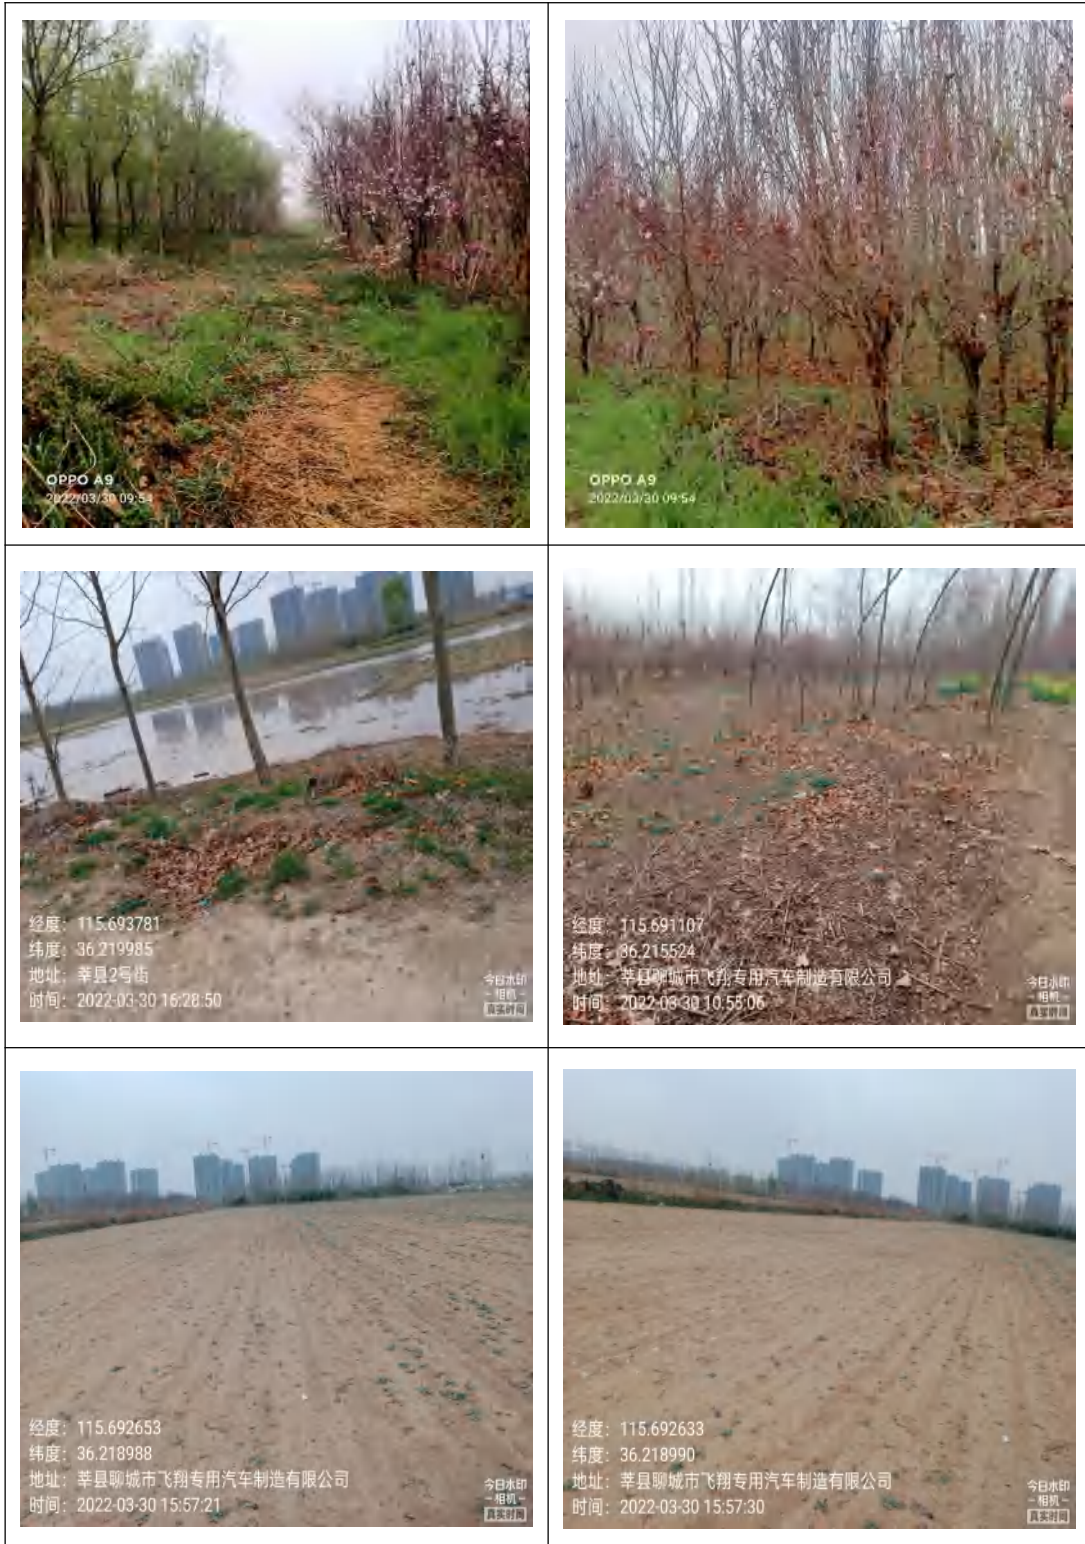 OPPO A9
2022/03/30 09:54
OPPO A9
2022/03/30 09:54
经度：115.693781
纬度：36.219985
地址：莘县2号街
时间：2022-03-30 16:28:50
今日水印
-相机-
真实时间
经度：115.691107
纬度：36.215524
地址：莘县聊城市飞翔专用汽车制造有限公司
时间：2022-03-30 10:55:06
今日水印
-相机-
真实时间
经度：115.692653
纬度：36.218988
地址：莘县聊城市飞翔专用汽车制造有限公司
时间：2022-03-30 15:57:21
今日水印
-相机-
真实时间
经度：115.692633
纬度：36.218990
地址：莘县聊城市飞翔专用汽车制造有限公司
时间：2022-03-30 15:57:30
今日水印
-相机-
真实时间